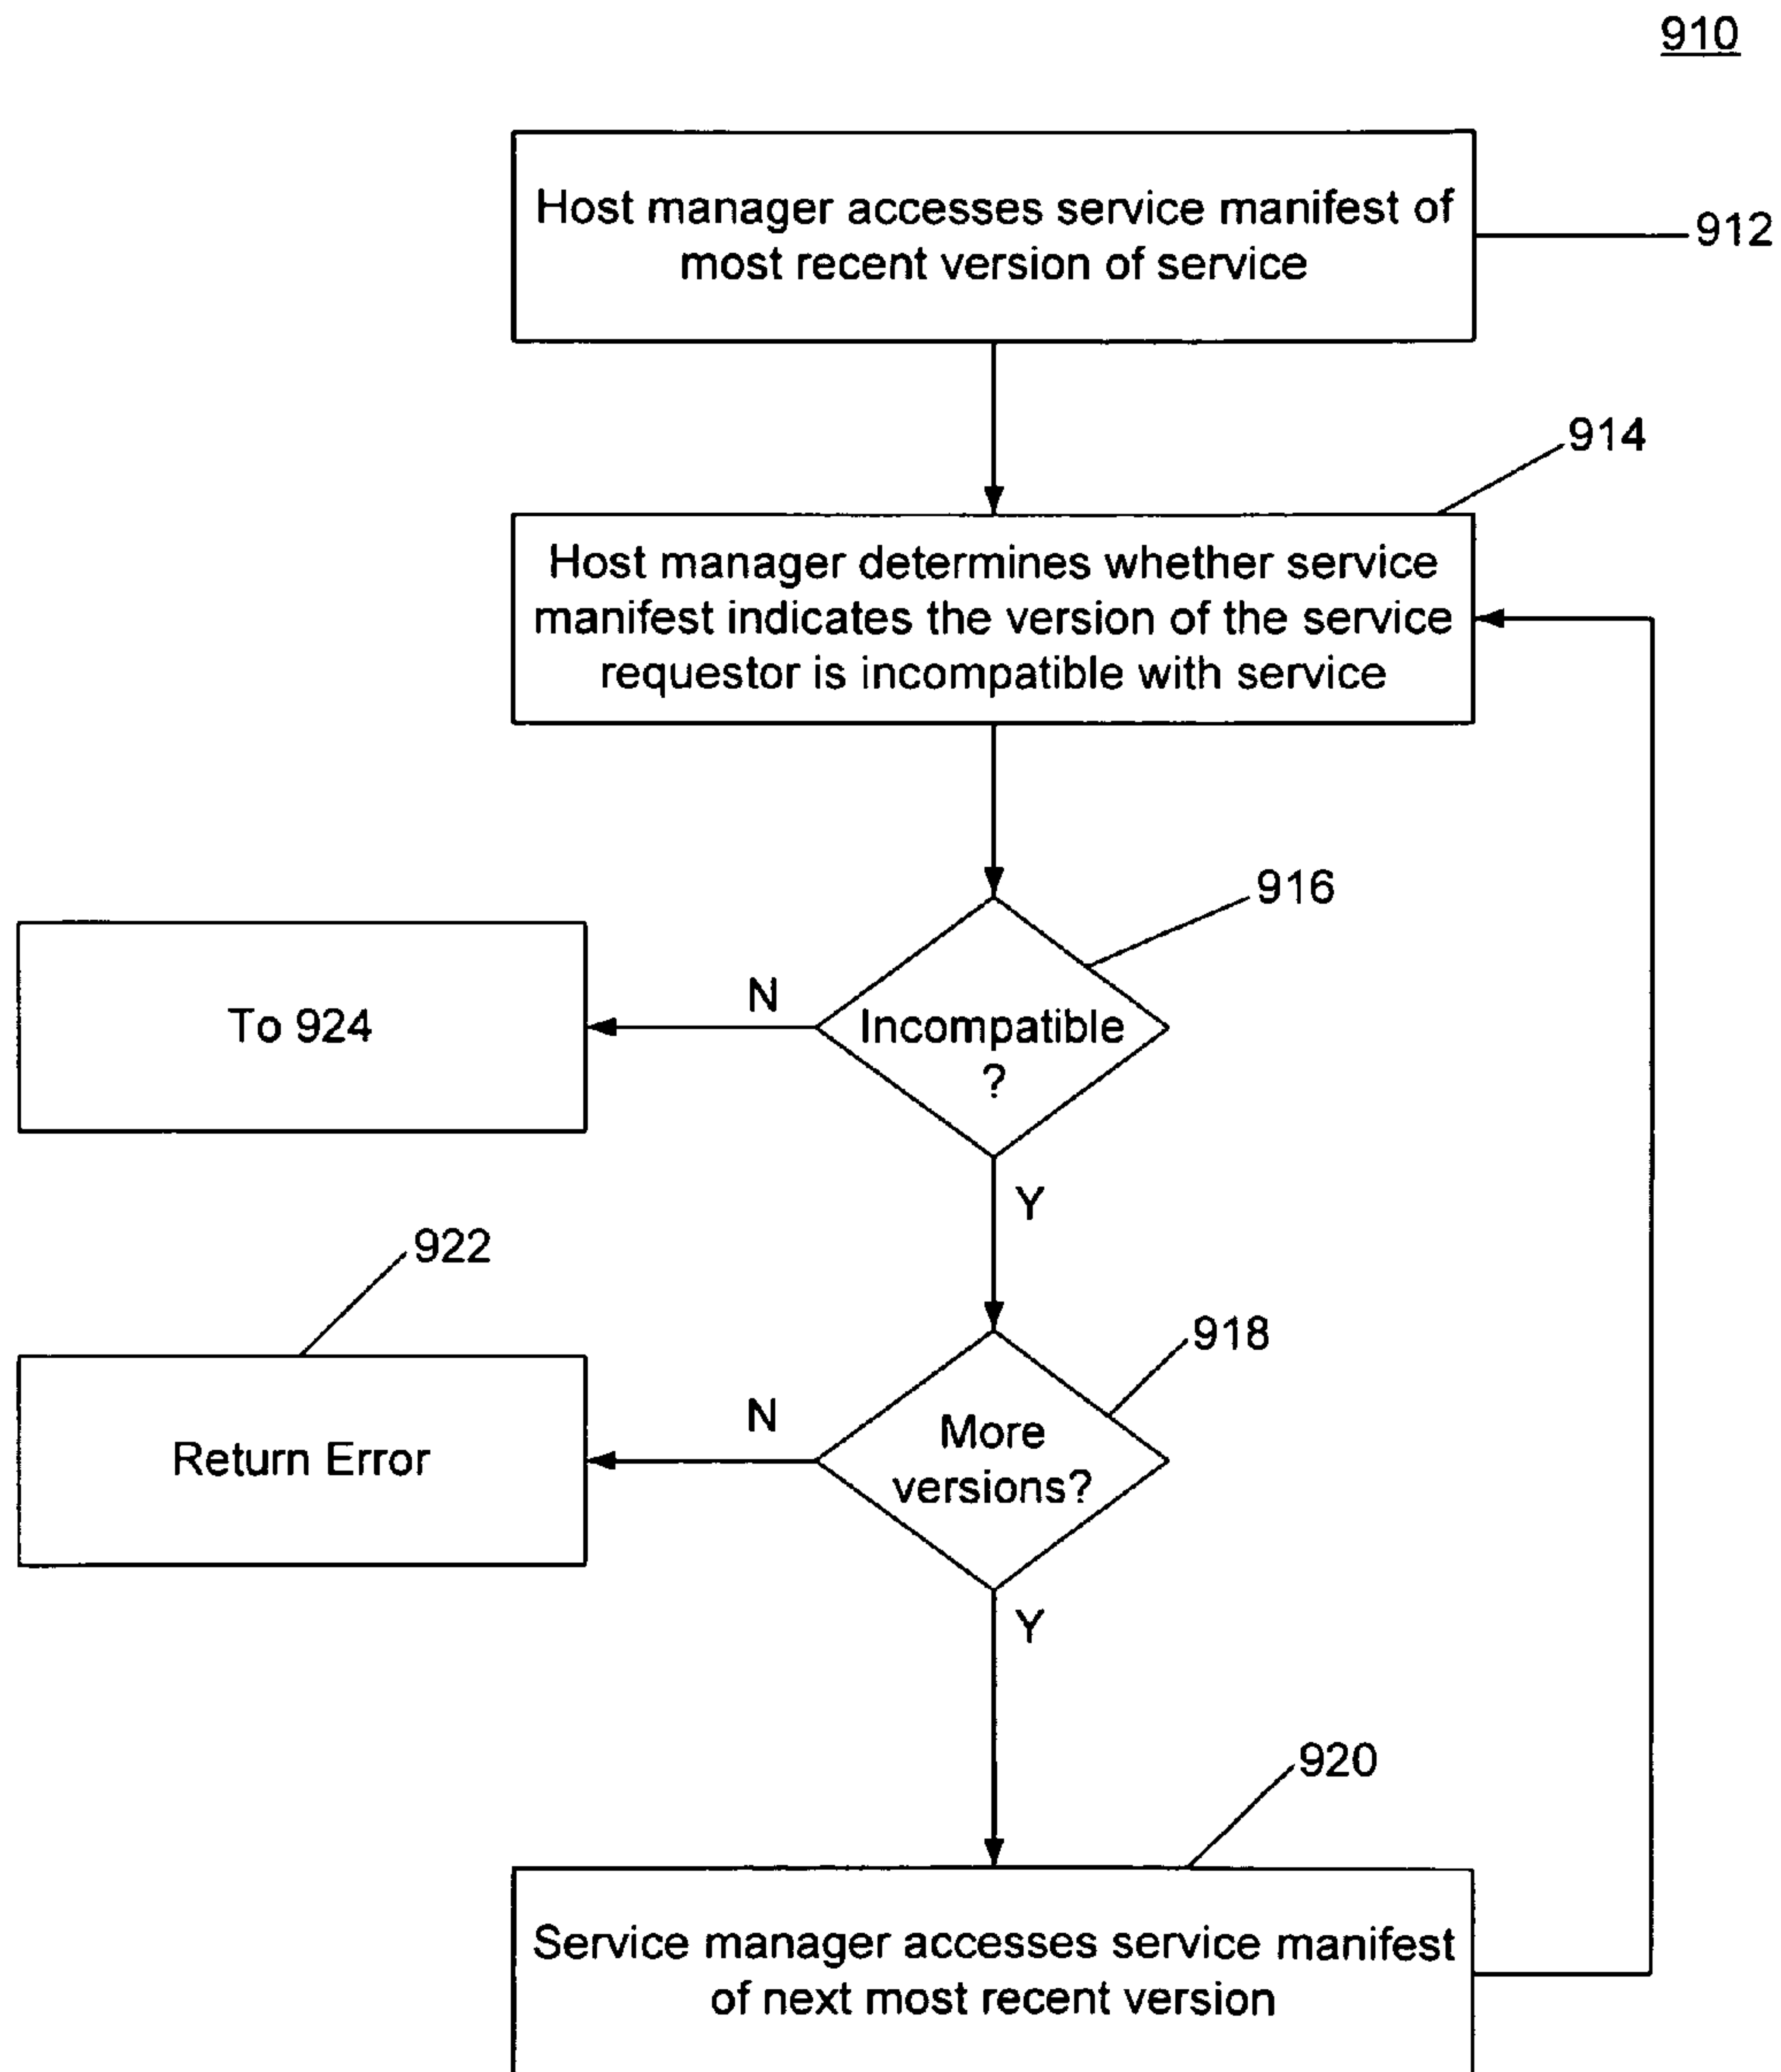 910
Host manager accesses service manifest of
most recent version of service
912
914
Host manager determines whether service
manifest indicates the version of the service
requestor is incompatible with service
916
To 924
N
Incompatible
?
Y
922
918
Return Error
N
More
versions?
Y
920
Service manager accesses service manifest
of next most recent version